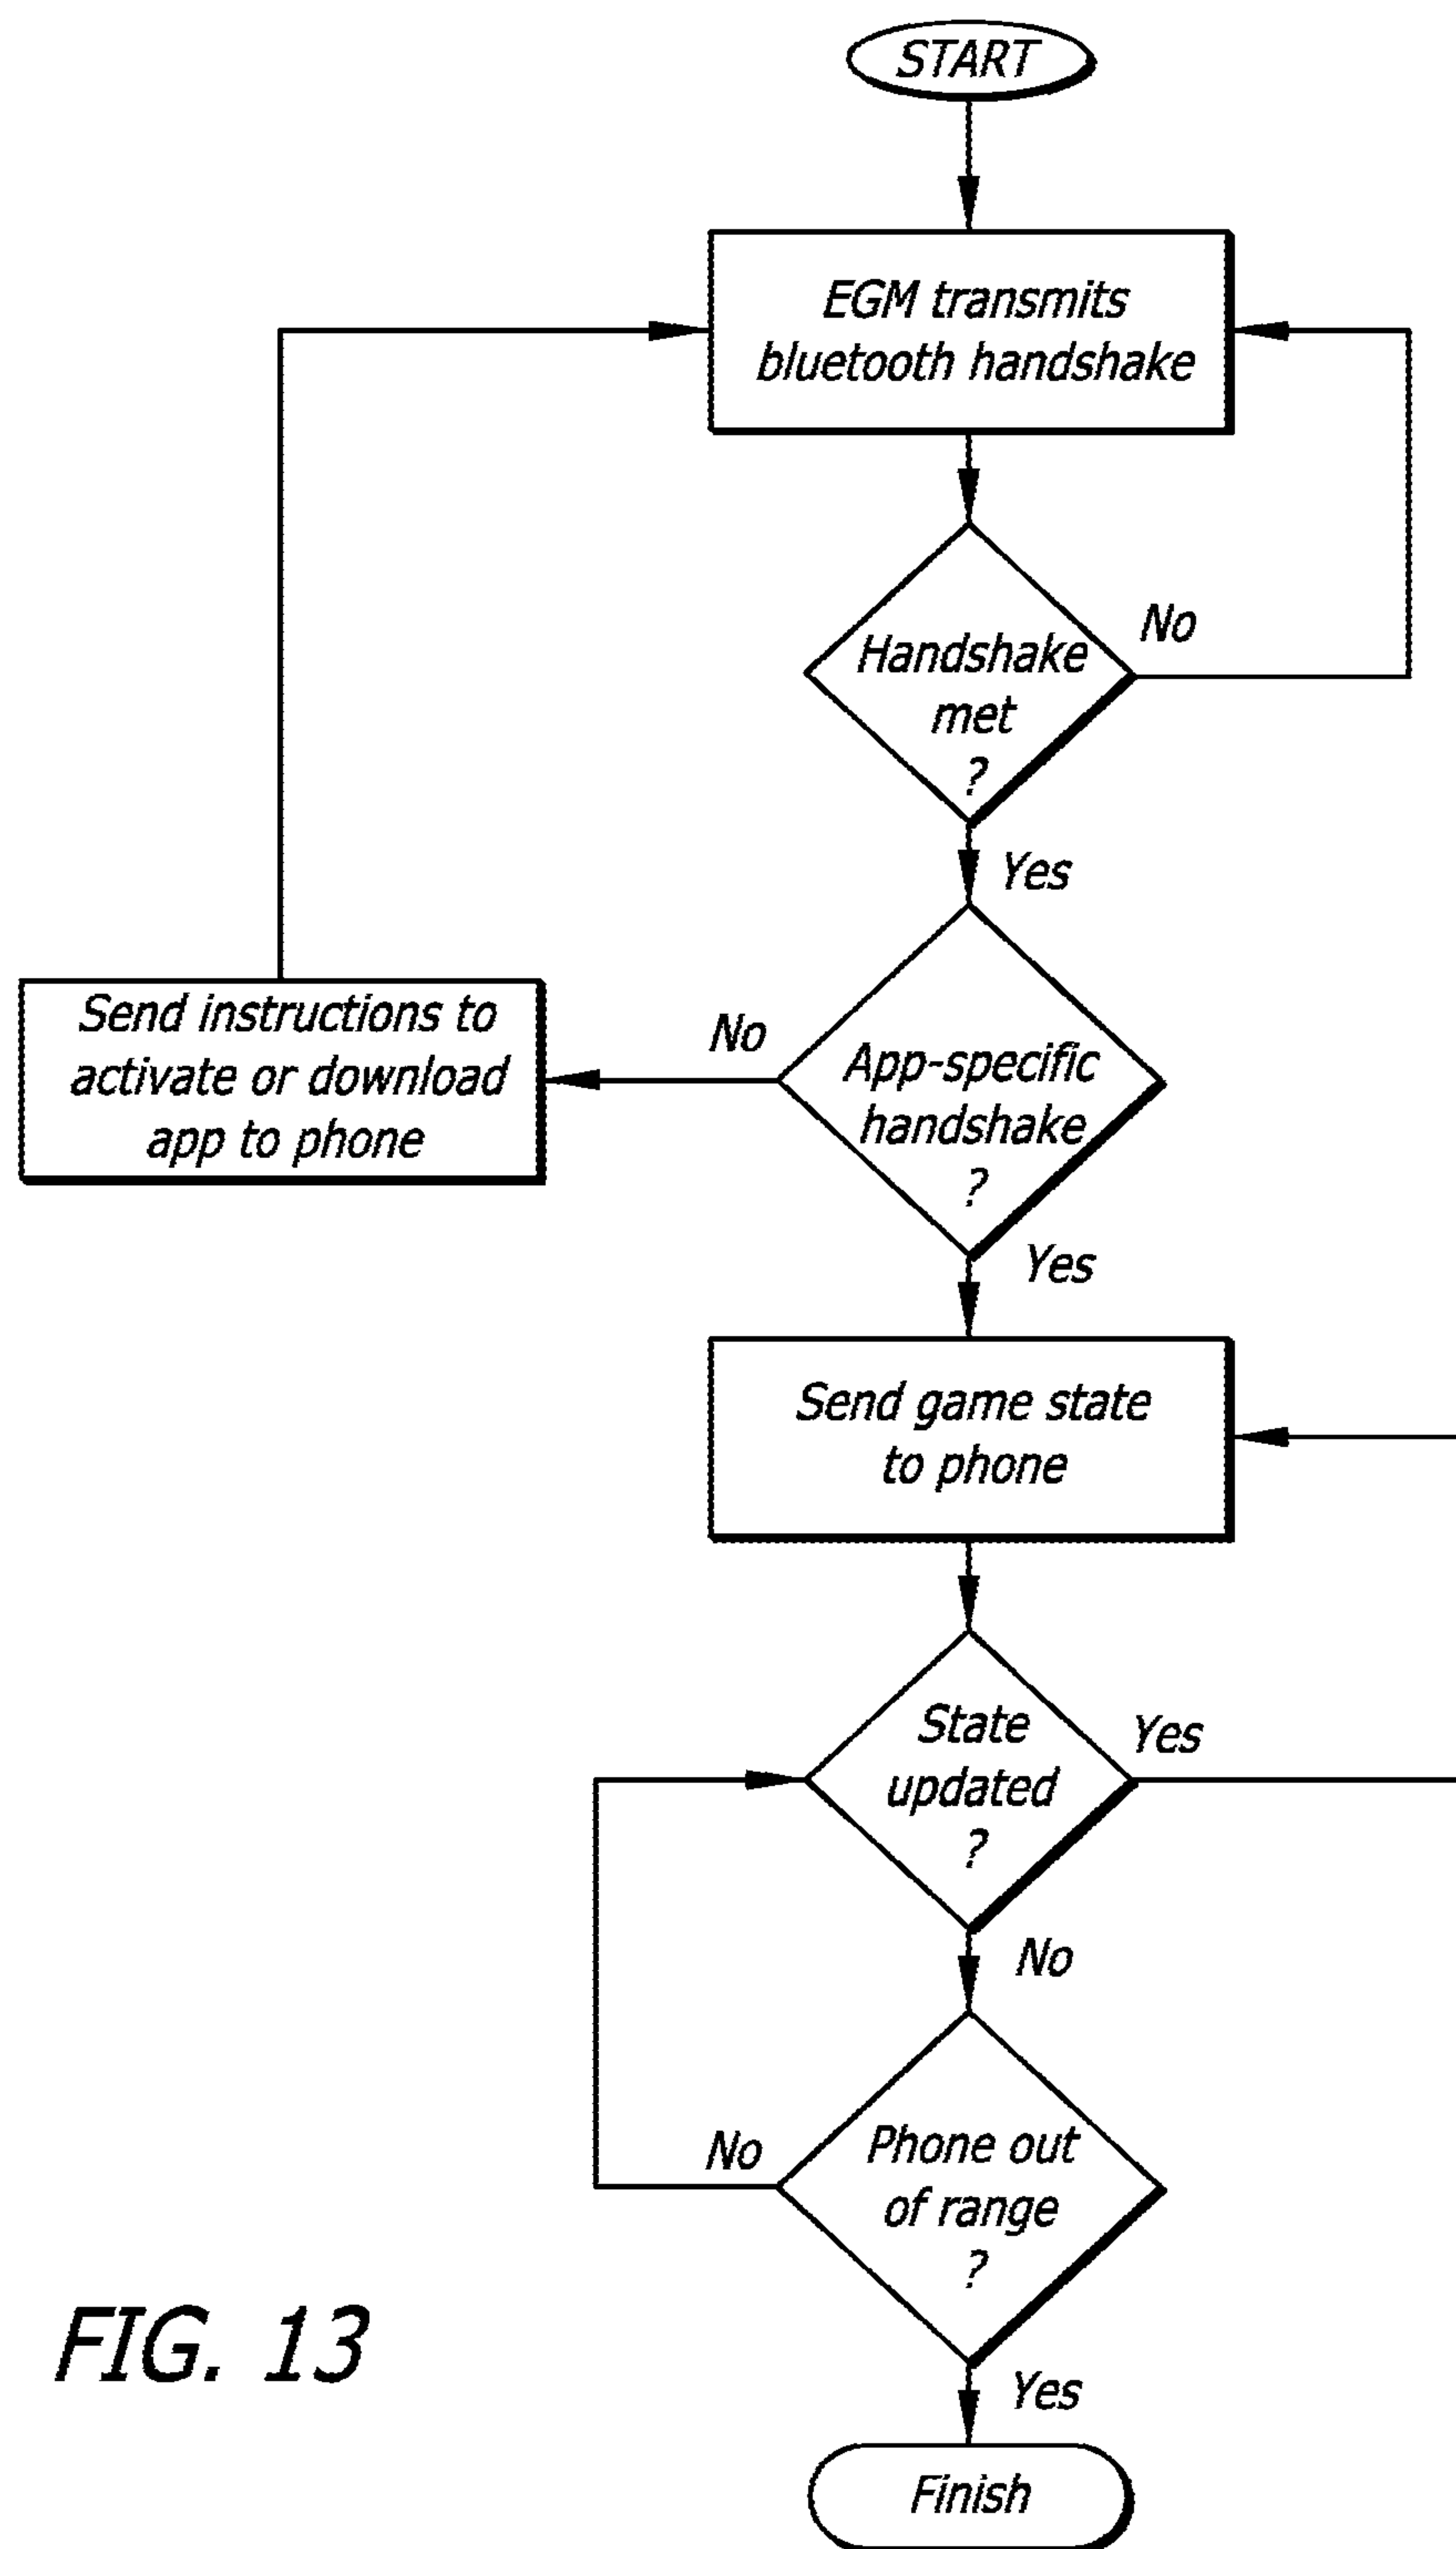 START
EGM transmits
bluetooth handshake
Handshake
met
?
No
Yes
Send instructions to
activate or download
app to phone
No
App-specific
handshake
?
Yes
Send game state
to phone
State
updated
?
Yes
No
No
Phone out
of range
?
Yes
Finish
FIG. 13